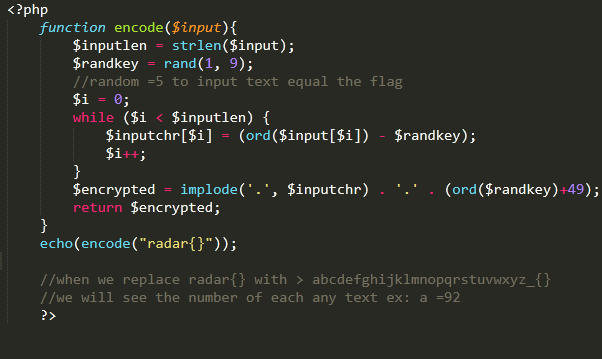 <?php
function encode($input){
$inputlen = strlen($input);
$randkey = rand(1, 9);
//random =5 to input text equal the flag
$i = 0;
while ($i < $inputlen) {
$inputchr[$i] = (ord($input[$i]) - $randkey);
$i++;
}
$encrypted = implode('.', $inputchr) . '.' . (ord($randkey)+49);
return $encrypted;
}
echo(encode("radar{}"));
//when we replace radar{} with > abcdefghijklmnopqrstuvwxyz_{}
//we will see the number of each any text ex: a =92
?>